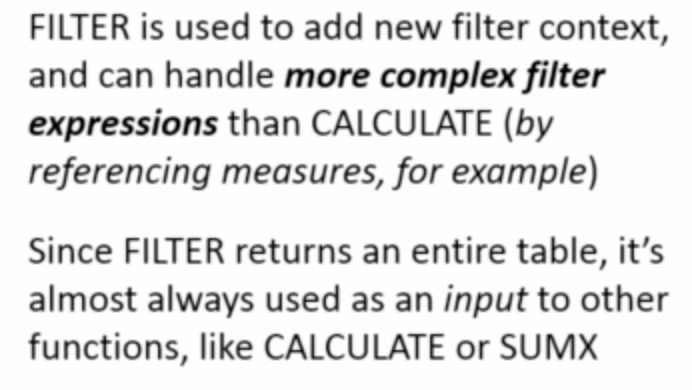 FILTER is used to add new filter context,
and can handle more complex filter
expressions than CALCULATE (by
referencing measures, for example)
Since FILTER returns an entire table, it's
almost always used as an input to other
functions, like CALCULATE or SUMX